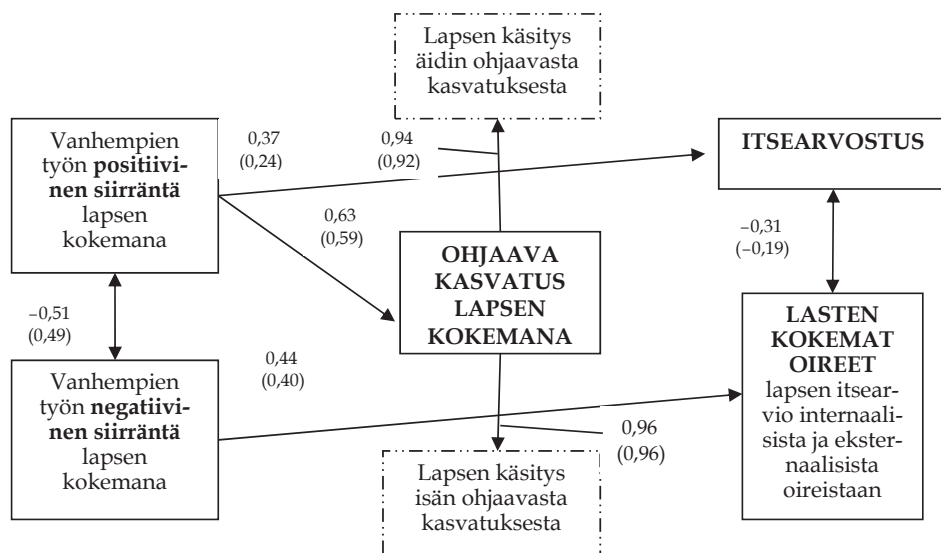 Lapsen käsitys
äidin ohjaavasta
kasvatuksesta
Vanhempien
työn positiivi-
nen siirräntä
lapsen
kokemana
0,37
(0,24)
0,94
(0,92)
ITSEARVOSTUS
0,63
(0,59)
OHJAAVA
KASVATUS
LAPSEN
KOKEMANA
−0,31
(−0,19)
−0,51
(0,49)
Vanhempien
työn negatiivi-
nen siirräntä
lapsen
kokemana
0,44
(0,40)
LASTEN
KOKEMAT
OIREET
lapsen itsear-
vio internaali-
sista ja ekster-
naalisista
oireistaan
0,96
(0,96)
Lapsen käsitys
isän ohjaavasta
kasvatuksesta